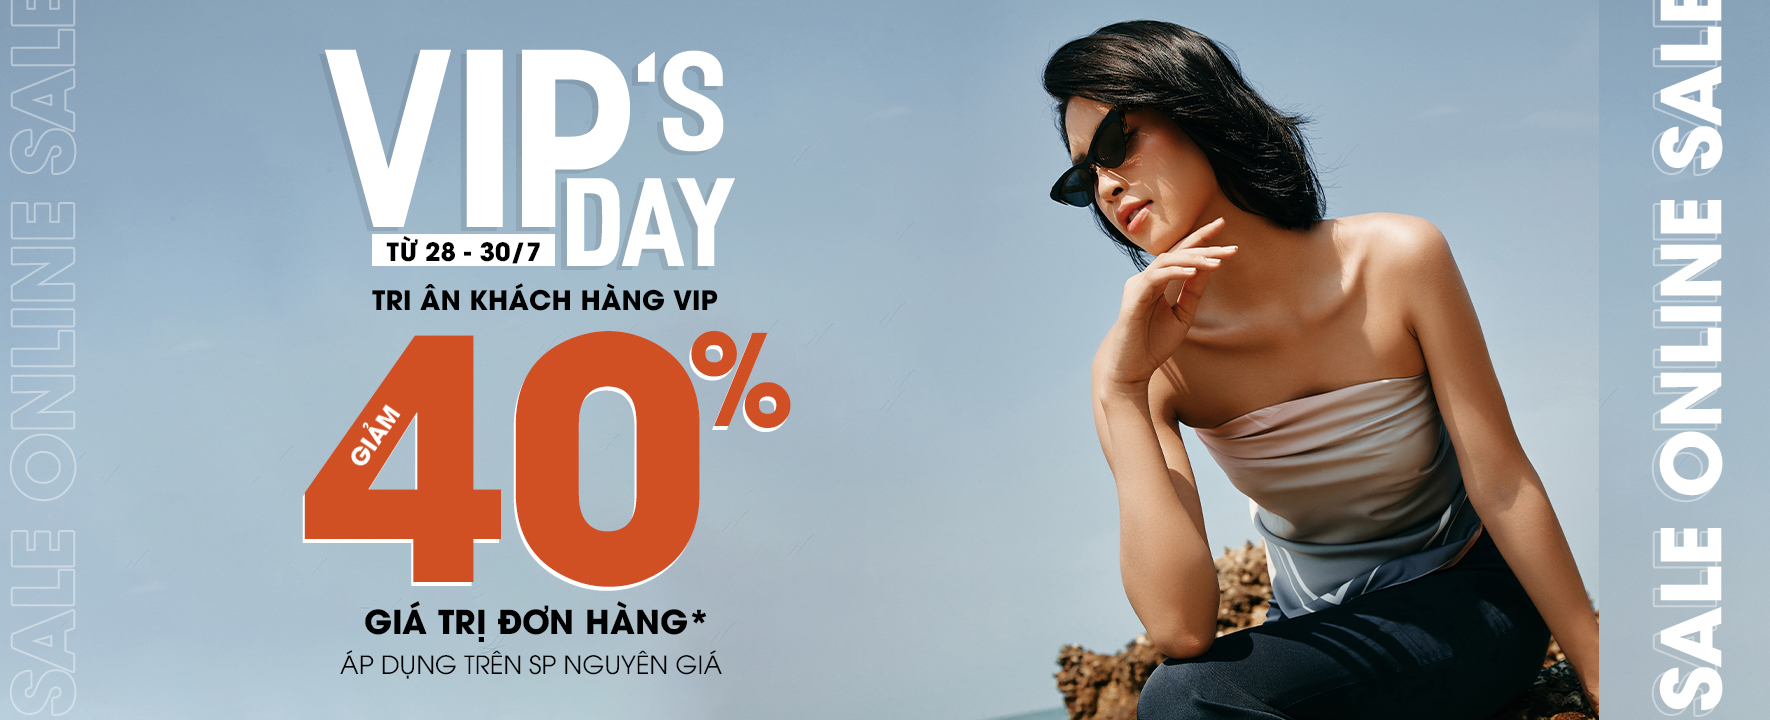 SALE ONLINE SALE
VIP'S
DAY
TỪ 28 - 30/7
TRI ÂN KHÁCH HÀNG VIP
GIẢM
40%
GIÁ TRỊ ĐƠN HÀNG*
ÁP DỤNG TRÊN SP NGUYÊN GIÁ
SALE ONLINE SALE